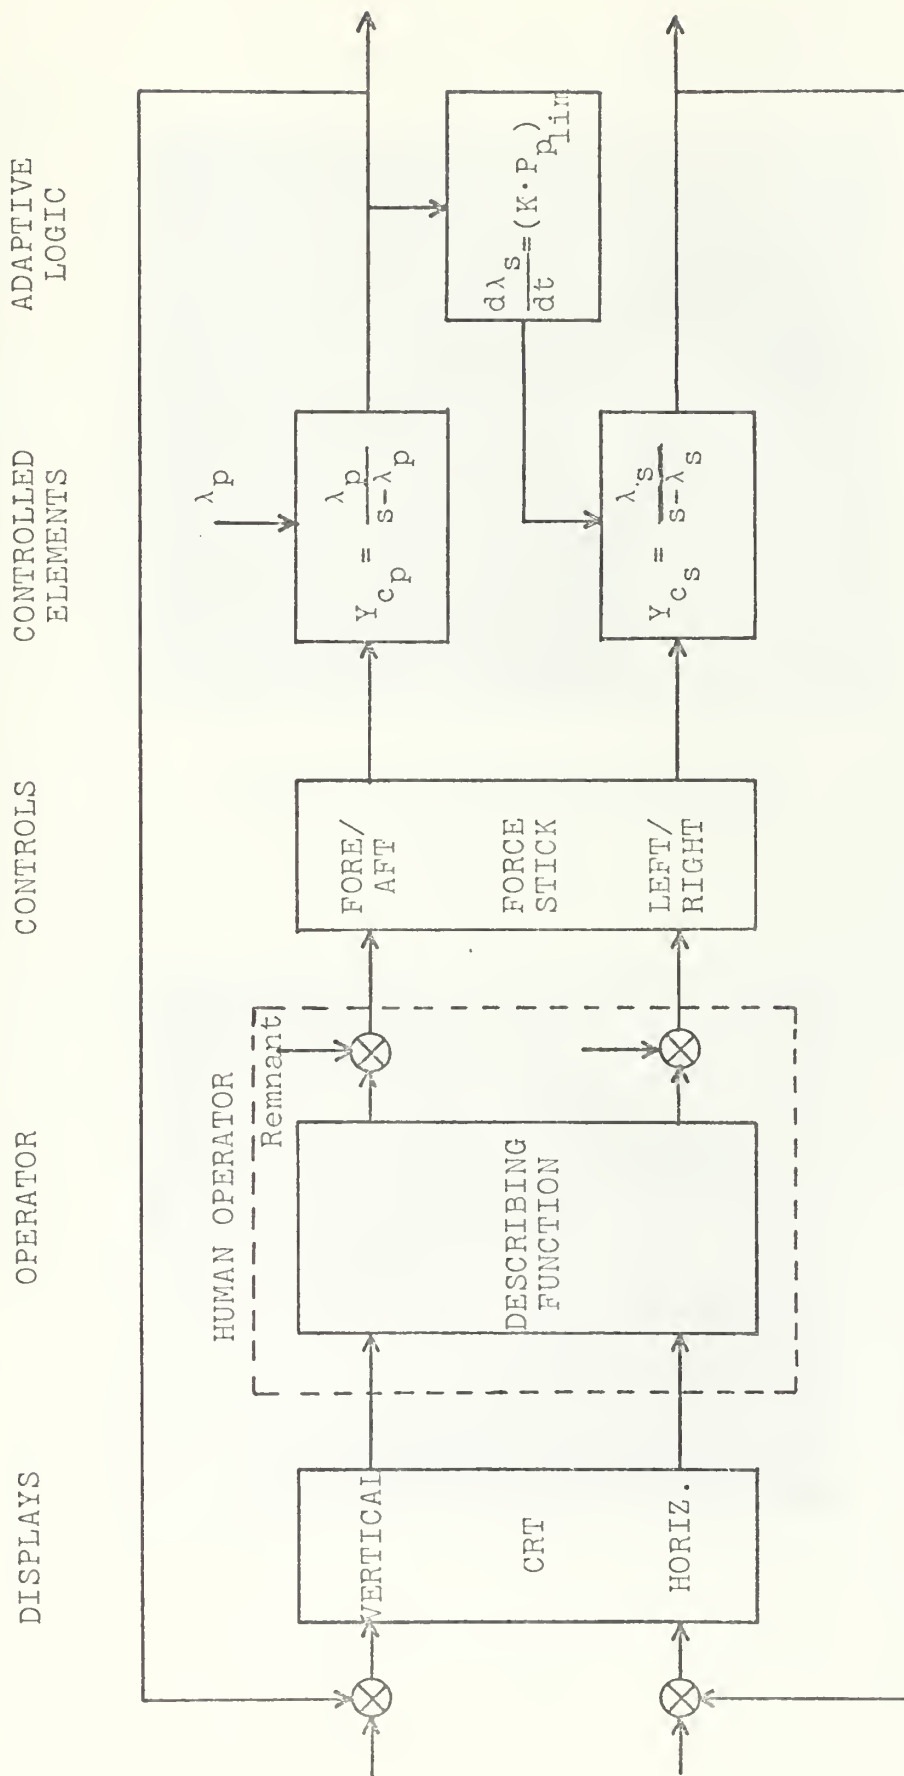 DISPLAYS
OPERATOR
CONTROLS
CONTROLLED
ELEMENTS
ADAPTIVE
LOGIC
HUMAN OPERATOR
Remnant
VERTICAL
CRT
HORIZ.
DESCRIBING
FUNCTION
FORE/
AFT
FORCE
STICK
LEFT/
RIGHT
λp
Ycp = λp / s-λp
Ycs = λs / s-λs
dλs/dt =(K·Pp)lim